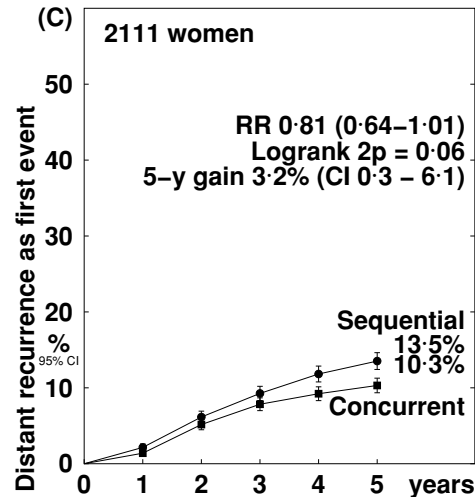 (C)
2111 women
50
RR 0·81 (0·64−1·01)
Logrank 2p = 0·06
40
5−y gain 3·2% (CI 0·3 − 6·1)
30
20
Sequential
13·5%
10·3%
%
95% CI
10
Concurrent
0
0 1 2 3 4 5 years
Distant recurrence as first event